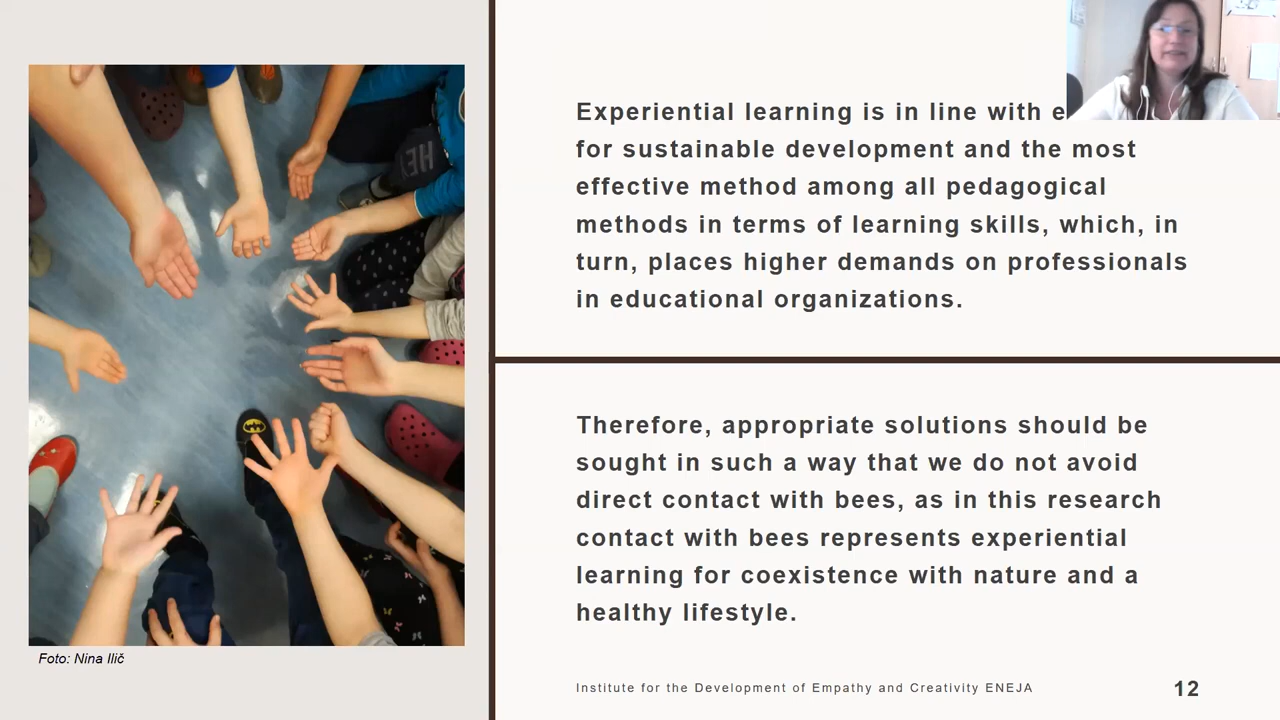 Experiential learning is in line with
for sustainable development and the most
effective method among all pedagogical
methods in terms of learning skills, which, in
turn, places higher demands on professionals
in educational organizations.
Therefore, appropriate solutions should be
sought in such a way that we do not avoid
direct contact with bees, as in this research
contact with bees represents experiential
learning for coexistence with nature and a
healthy lifestyle.
HEY
Foto: Nina Ilič
Institute for the Development of Empathy and Creativity ENEJA
12